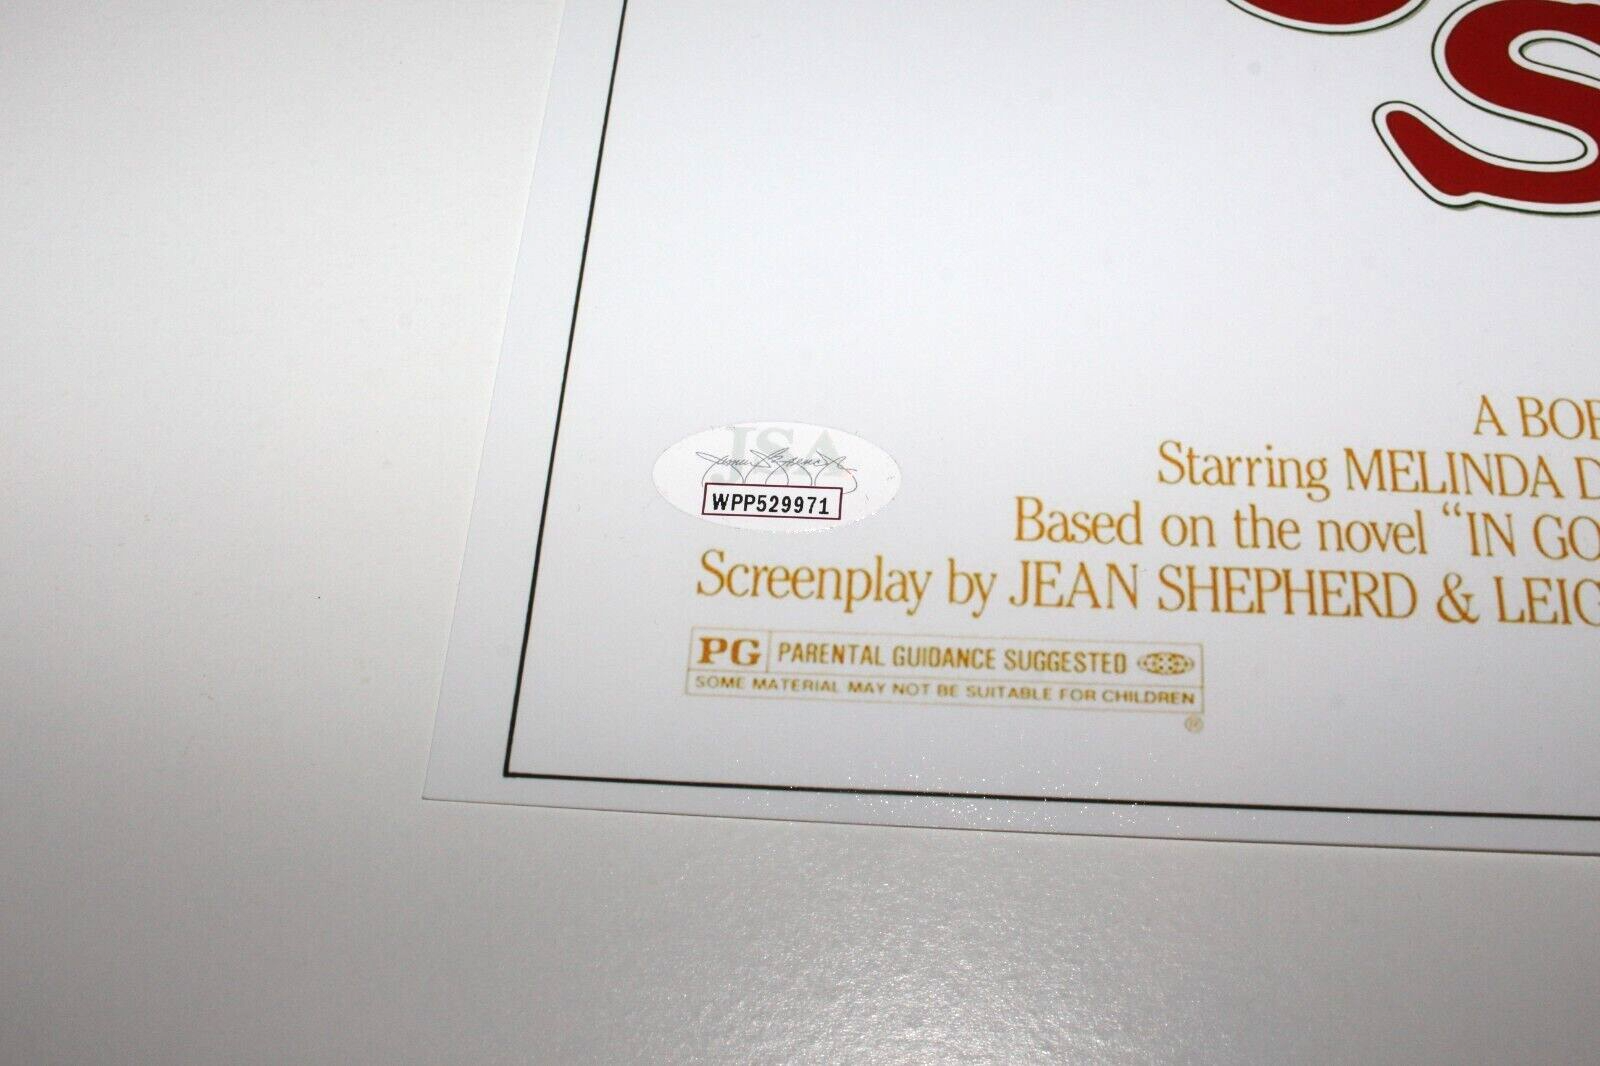 S
A BOB
Starring MELINDA D
Based on the novel “IN GO
Screenplay by JEAN SHEPHERD & LEIG
JSA
WPP529971
PG PARENTAL GUIDANCE SUGGESTED
SOME MATERIAL MAY NOT BE SUITABLE FOR CHILDREN
®